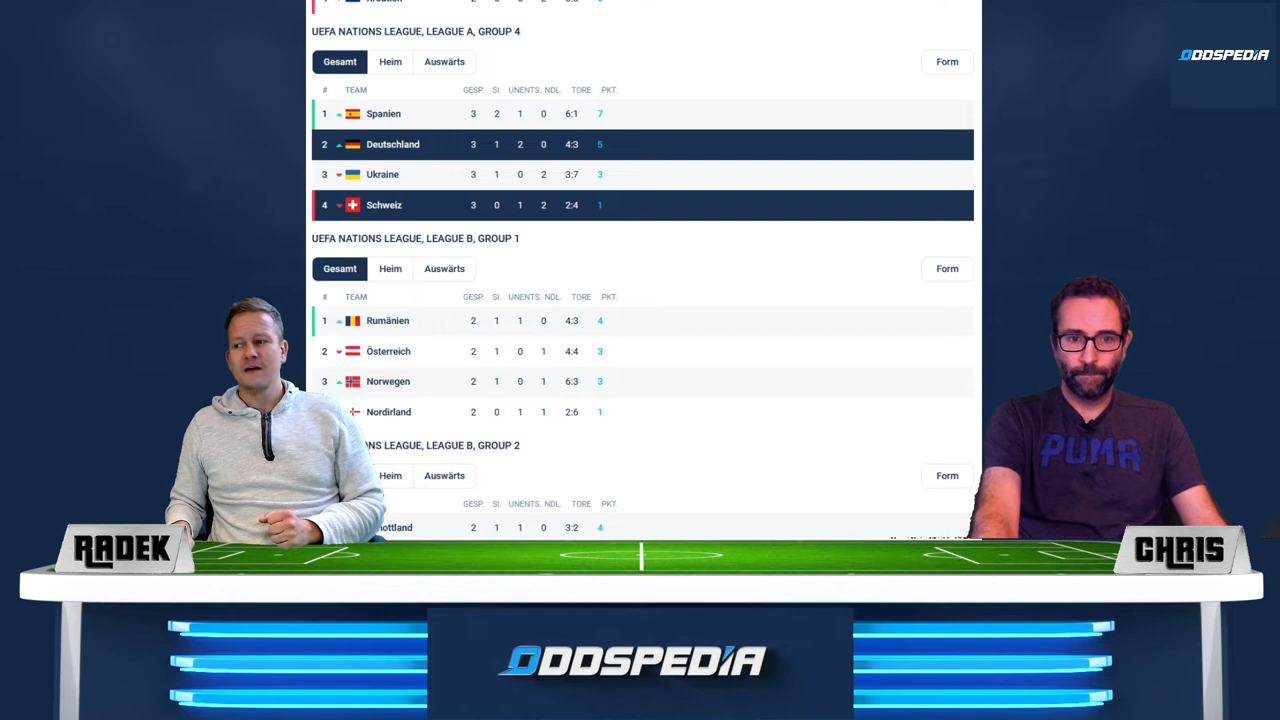 UEFA NATIONS LEAGUE, LEAGUE A, GROUP 4
ODDSPEDIA
Gesamt Heim Auswärts Form
# TEAM GESP. SI. UNENTS. NDL. TORE PKT.
1 Spanien 3 2 1 0 6:1 7
2 Deutschland 3 1 2 0 4:3 5
3 Ukraine 3 1 0 2 3:7 3
4 Schweiz 3 0 1 2 2:4 1
UEFA NATIONS LEAGUE, LEAGUE B, GROUP 1
Gesamt Heim Auswärts Form
# TEAM GESP. SI. UNENTS. NDL. TORE PKT.
1 Rumänien 2 1 1 0 4:3 4
2 Österreich 2 1 0 1 4:4 3
3 Norwegen 2 1 0 1 6:3 3
Nordirland 2 0 1 1 2:6 1
NS LEAGUE, LEAGUE B, GROUP 2
Heim Auswärts Form
GESP. SI. UNENTS. NDL. TORE PKT.
hottland 2 1 1 0 3:2 4
PUMA
RADEK
CHRIS
ODDSPEDIA